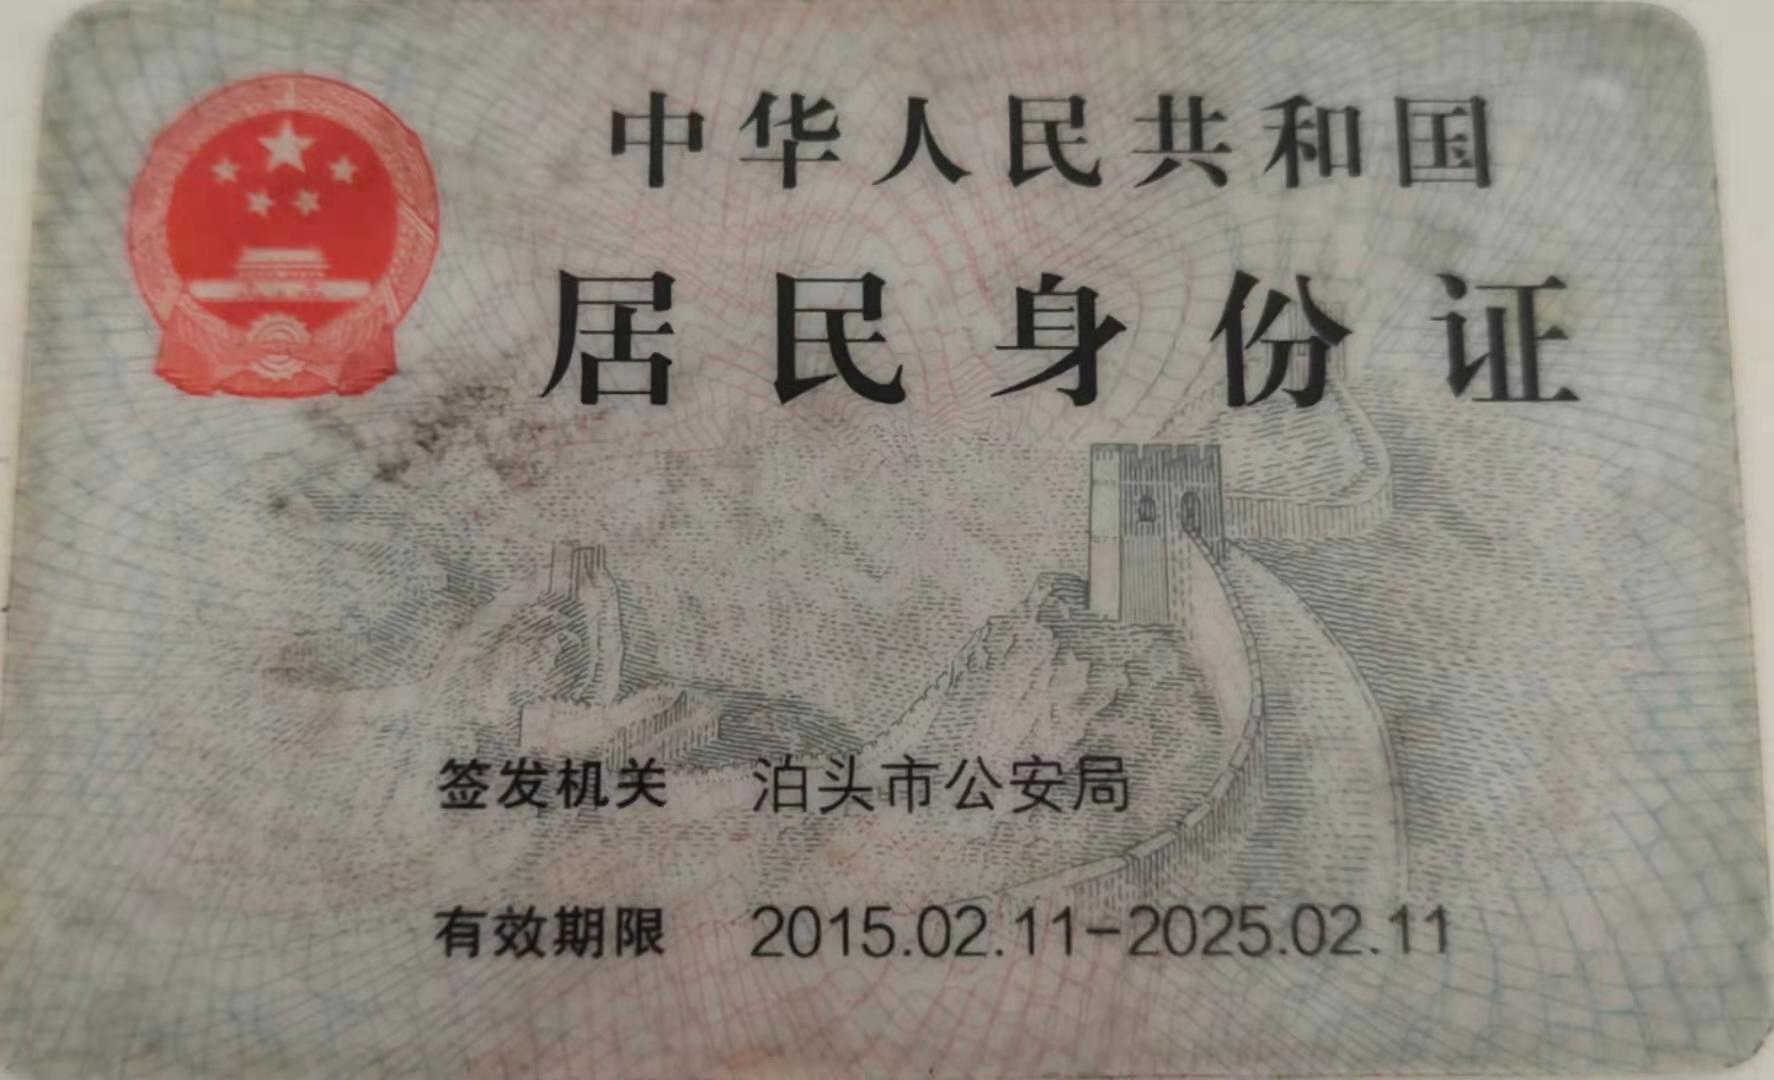 中华人民共和国
居民身份证
签发机关 泊头市公安局
有效期限 2015.02.11-2025.02.11